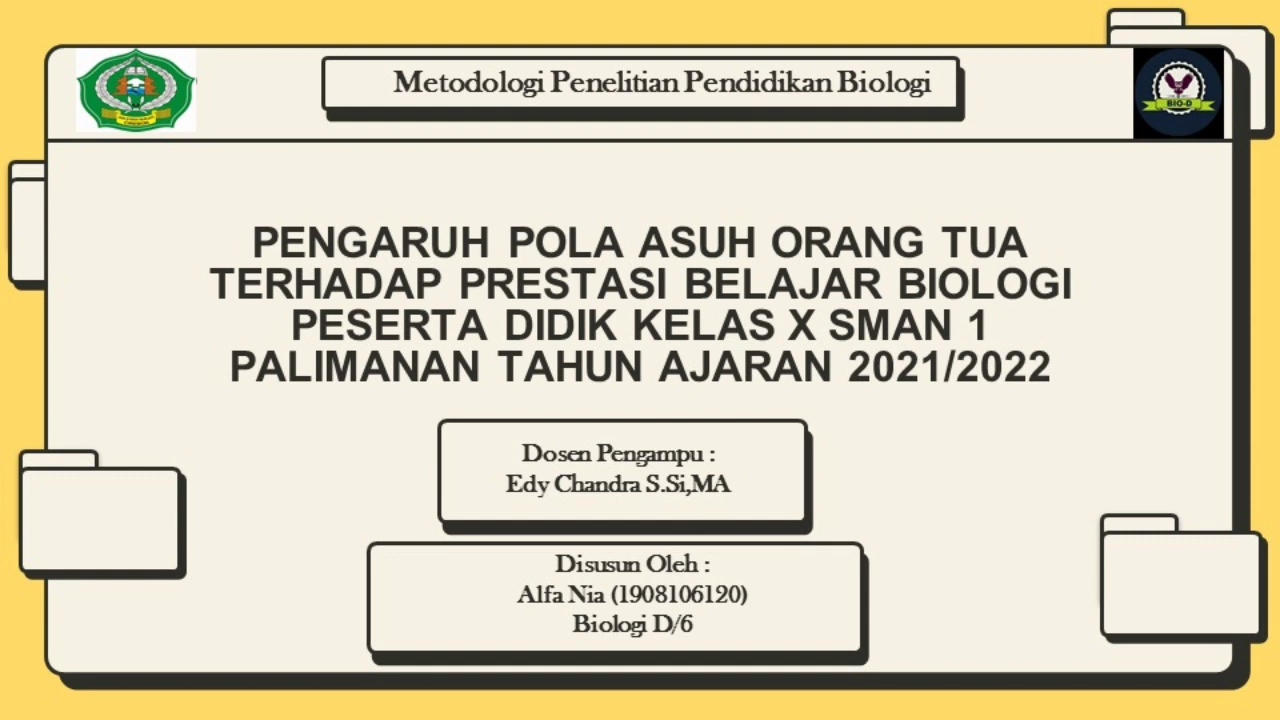 Metodologi Penelitian Pendidikan Biologi
BIO-D
PENGARUH POLA ASUH ORANG TUA
TERHADAP PRESTASI BELAJAR BIOLOGI
PESERTA DIDIK KELAS X SMAN 1
PALIMANAN TAHUN AJARAN 2021/2022
Dosen Pengampu :
Edy Chandra S.Si,MA
Disusun Oleh :
Alfa Nia (1908106120)
Biologi D/6